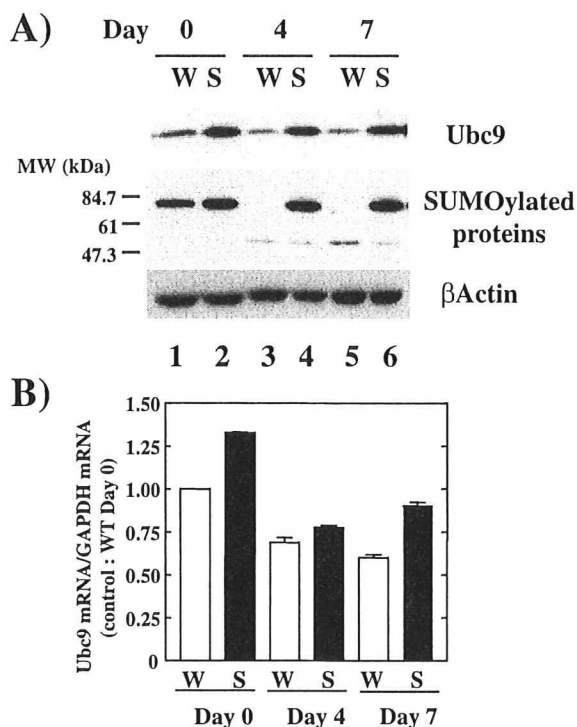 A) Day 0 4 7
W S W S W S
Ubc9
MW (kDa)
84.7
61
47.3
SUMOylated
proteins
βActin
1 2 3 4 5 6
B)
Ubc9 mRNA/GAPDH mRNA
(control : WT Day 0)
1.50
1.25
1.00
0.75
0.50
0.25
0
W S W S W S
Day 0 Day 4 Day 7